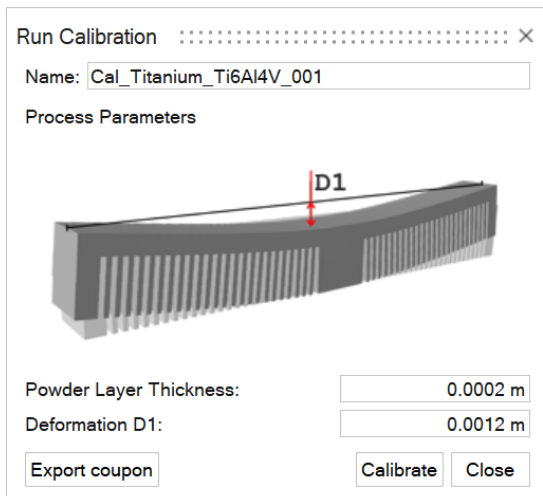 Run Calibration
Name: Cal_Titanium_Ti6Al4V_001
Process Parameters
D1
Powder Layer Thickness: 0.0002 m
Deformation D1: 0.0012 m
Export coupon Calibrate Close